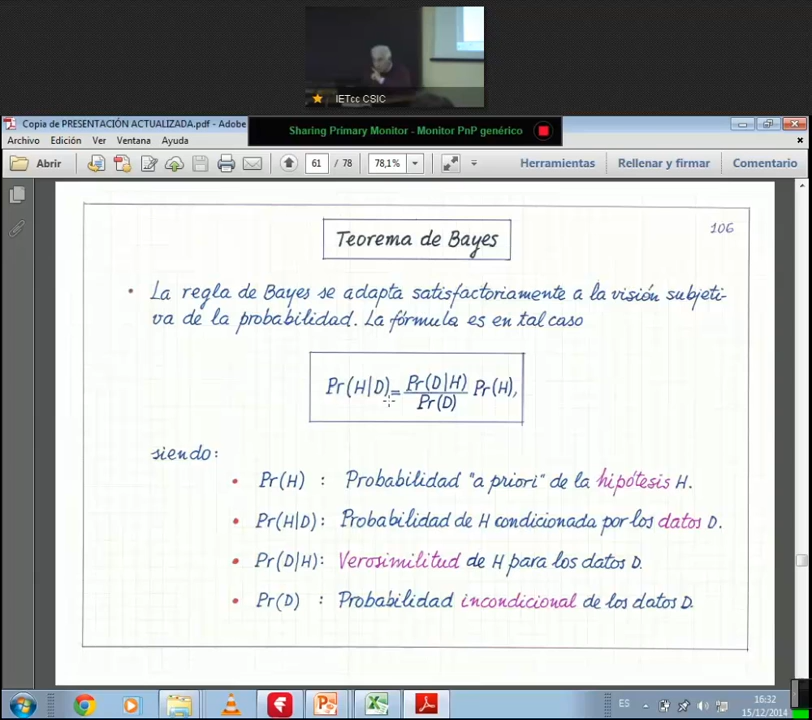 IETcc CSIC
Copia de PRESENTACIÓN ACTUALIZADA.pdf - Adobe
Sharing Primary Monitor - Monitor PnP genérico
Archivo Edición Ver Ventana Ayuda
Abrir 61 / 78 78,1% Herramientas Rellenar y firmar Comentario
106
Teorema de Bayes
• La regla de Bayes se adapta satisfactoriamente a la visión subjeti-
va de la probabilidad. La fórmula es en tal caso
Pr(H|D) = Pr(D|H) / Pr(D) Pr(H),
siendo:
• Pr(H) : Probabilidad "a priori" de la hipótesis H.
• Pr(H|D): Probabilidad de H condicionada por los datos D.
• Pr(D|H): Verosimilitud de H para los datos D.
• Pr(D) : Probabilidad incondicional de los datos D.
ES
16:32
15/12/2014